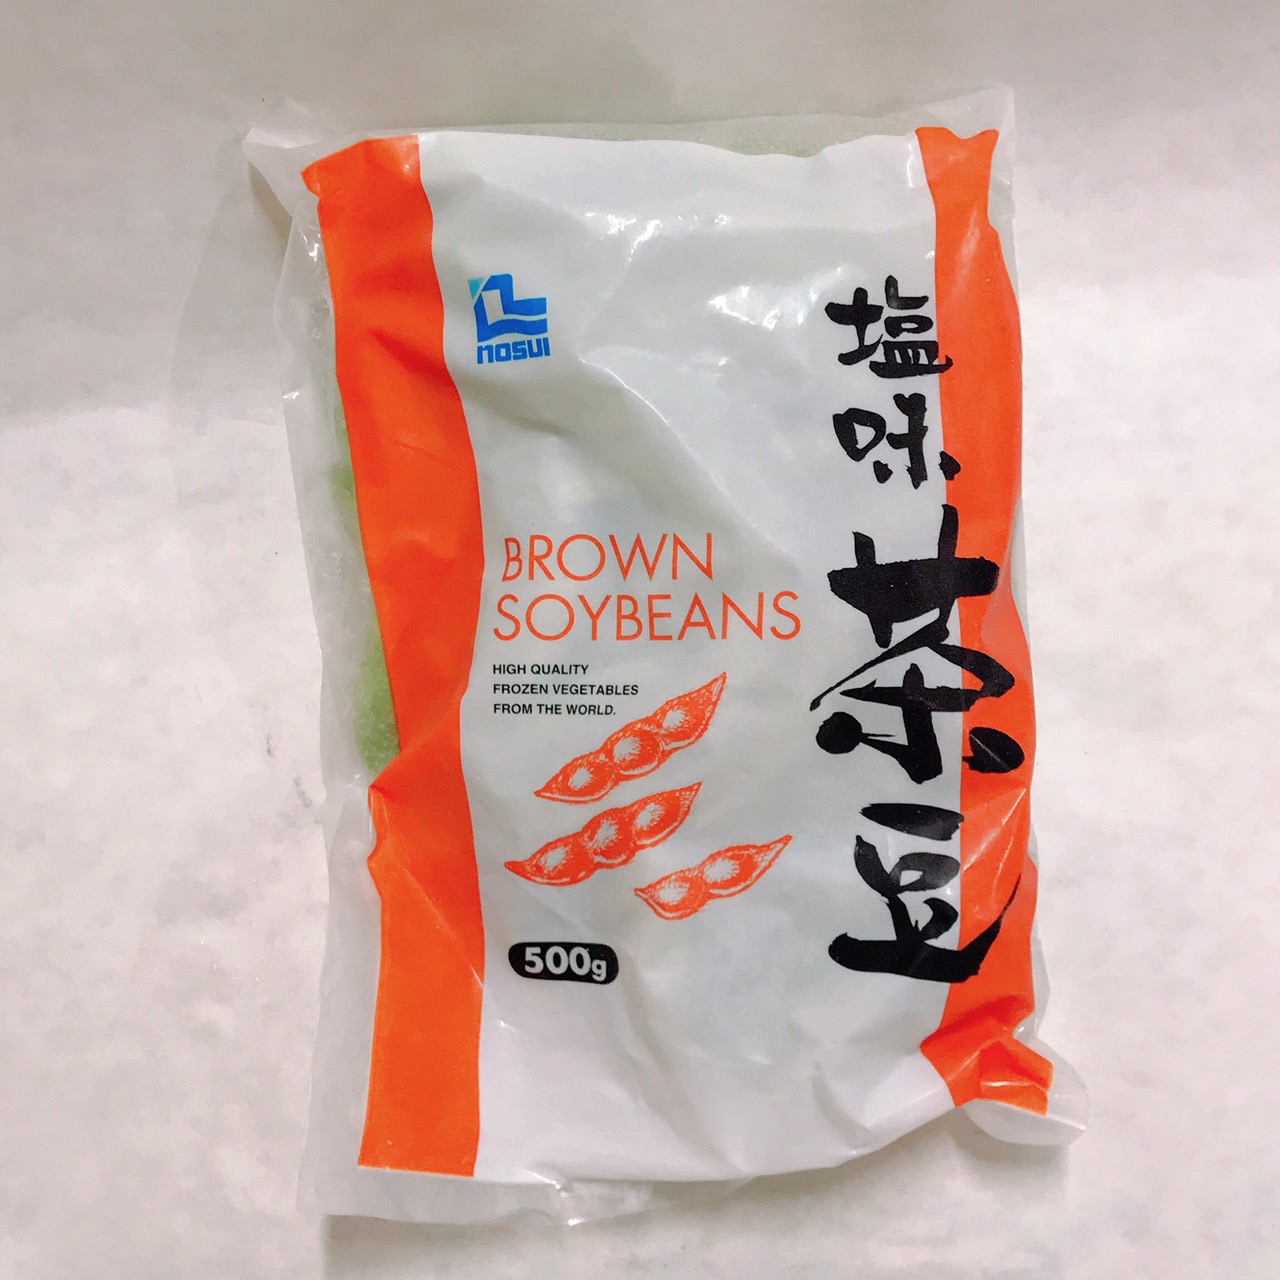 NOSUI
塩味茶豆
BROWN
SOYBEANS
HIGH QUALITY
FROZEN VEGETABLES
FROM THE WORLD.
500g